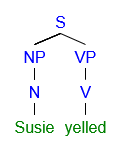 S
NP VP
N V
Susie yelled